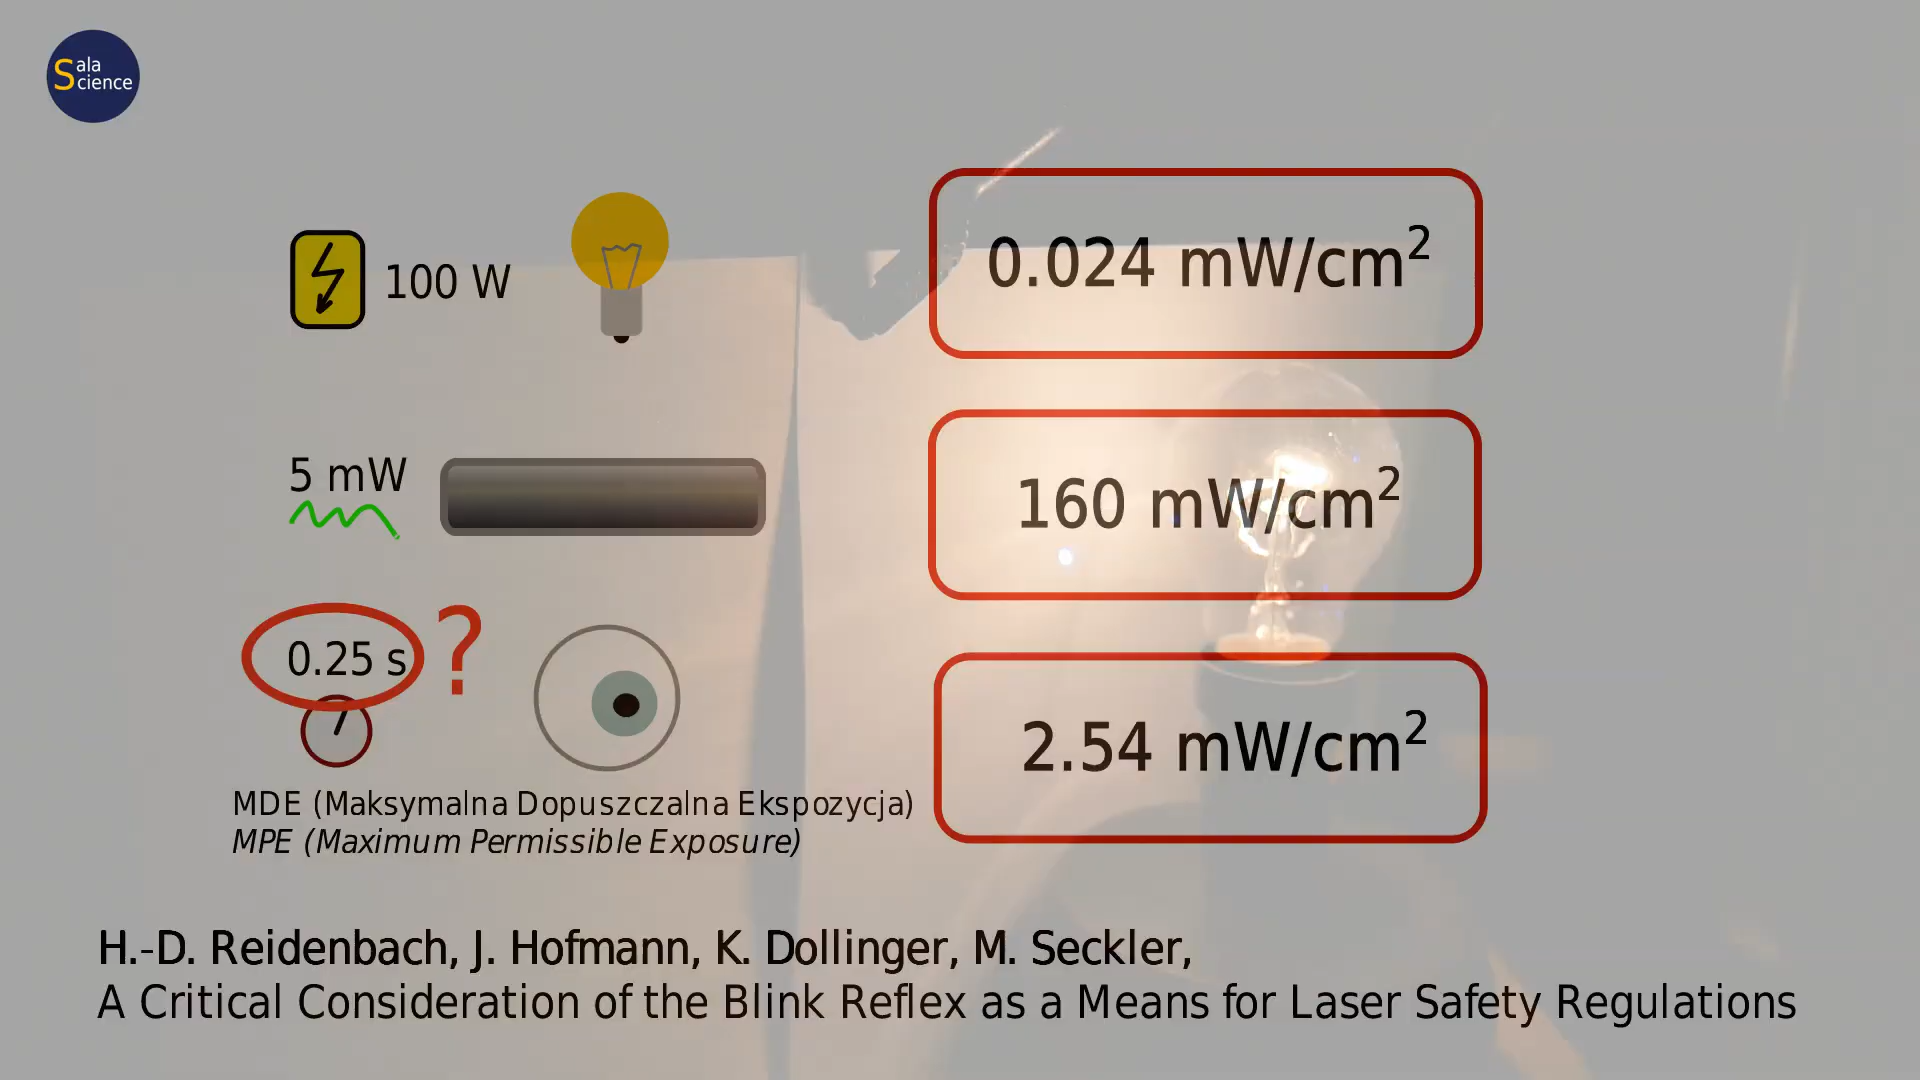 Sala
Science
100 W
0.024 mW/cm²
5 mW
160 mW/cm²
0.25 s ?
2.54 mW/cm²
MDE (Maksymalna Dopuszczalna Ekspozycja)
MPE (Maximum Permissible Exposure)
H.-D. Reidenbach, J. Hofmann, K. Dollinger, M. Seckler,
A Critical Consideration of the Blink Reflex as a Means for Laser Safety Regulations